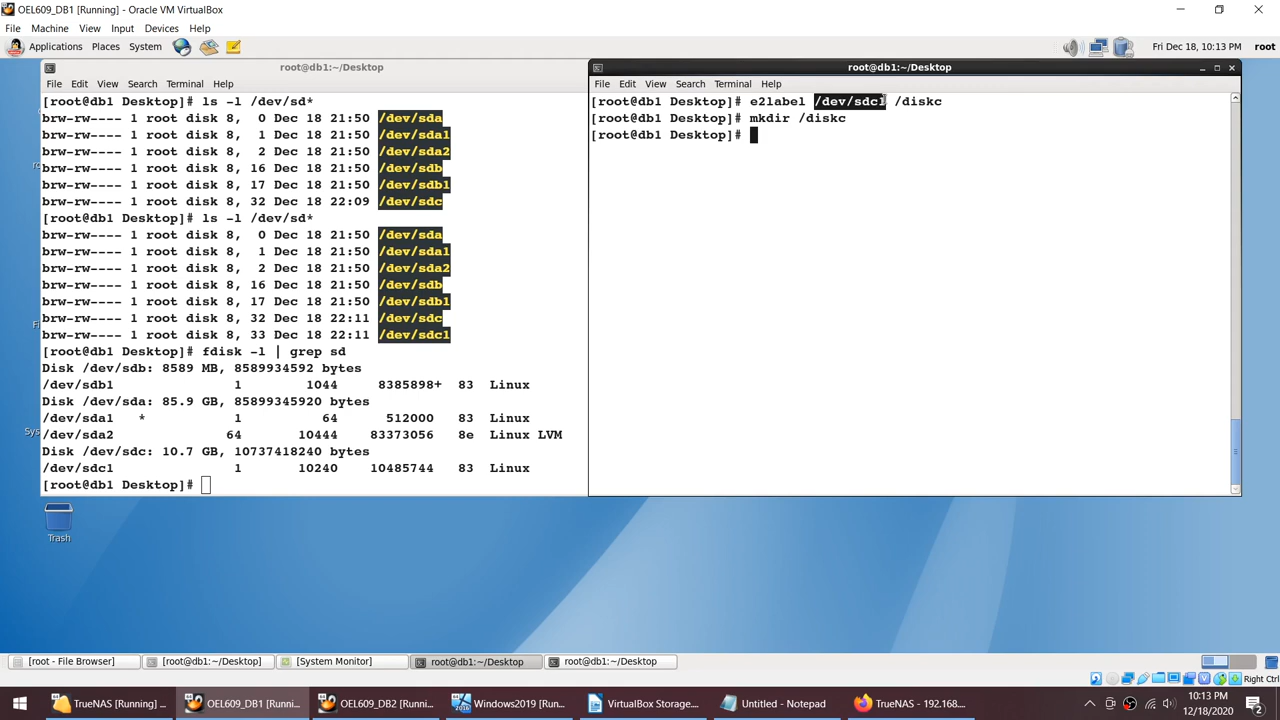 OEL609_DB1 [Running] - Oracle VM VirtualBox
File Machine View Input Devices Help
Applications Places System Fri Dec 18, 10:13 PM root
root@db1:~/Desktop
File Edit View Search Terminal Help
[root@db1 Desktop]# ls -l /dev/sd*
brw-rw---- 1 root disk 8, 0 Dec 18 21:50 /dev/sda
brw-rw---- 1 root disk 8, 1 Dec 18 21:50 /dev/sda1
brw-rw---- 1 root disk 8, 2 Dec 18 21:50 /dev/sda2
brw-rw---- 1 root disk 8, 16 Dec 18 21:50 /dev/sdb
brw-rw---- 1 root disk 8, 17 Dec 18 21:50 /dev/sdb1
brw-rw---- 1 root disk 8, 32 Dec 18 22:09 /dev/sdc
[root@db1 Desktop]# ls -l /dev/sd*
brw-rw---- 1 root disk 8, 0 Dec 18 21:50 /dev/sda
brw-rw---- 1 root disk 8, 1 Dec 18 21:50 /dev/sda1
brw-rw---- 1 root disk 8, 2 Dec 18 21:50 /dev/sda2
brw-rw---- 1 root disk 8, 16 Dec 18 21:50 /dev/sdb
brw-rw---- 1 root disk 8, 17 Dec 18 21:50 /dev/sdb1
brw-rw---- 1 root disk 8, 32 Dec 18 22:11 /dev/sdc
brw-rw---- 1 root disk 8, 33 Dec 18 22:11 /dev/sdc1
[root@db1 Desktop]# fdisk -l | grep sd
Disk /dev/sdb: 8589 MB, 8589934592 bytes
/dev/sdb1 1 1044 8385898+ 83 Linux
Disk /dev/sda: 85.9 GB, 85899345920 bytes
/dev/sda1 * 1 64 512000 83 Linux
/dev/sda2 64 10444 83373056 8e Linux LVM
Disk /dev/sdc: 10.7 GB, 10737418240 bytes
/dev/sdc1 1 10240 10485744 83 Linux
[root@db1 Desktop]#
root@db1:~/Desktop
File Edit View Search Terminal Help
[root@db1 Desktop]# e2label /dev/sdc1 /diskc
[root@db1 Desktop]# mkdir /diskc
[root@db1 Desktop]#
Trash
[root - File Browser] [root@db1:~/Desktop] [System Monitor] root@db1:~/Desktop root@db1:~/Desktop
Right Ctrl
TrueNAS [Running] ... OEL609_DB1 [Runni... OEL609_DB2 [Runni... Windows2019 [Runn... VirtualBox Storage.... Untitled - Notepad TrueNAS - 192.168....
10:13 PM
12/18/2020
2